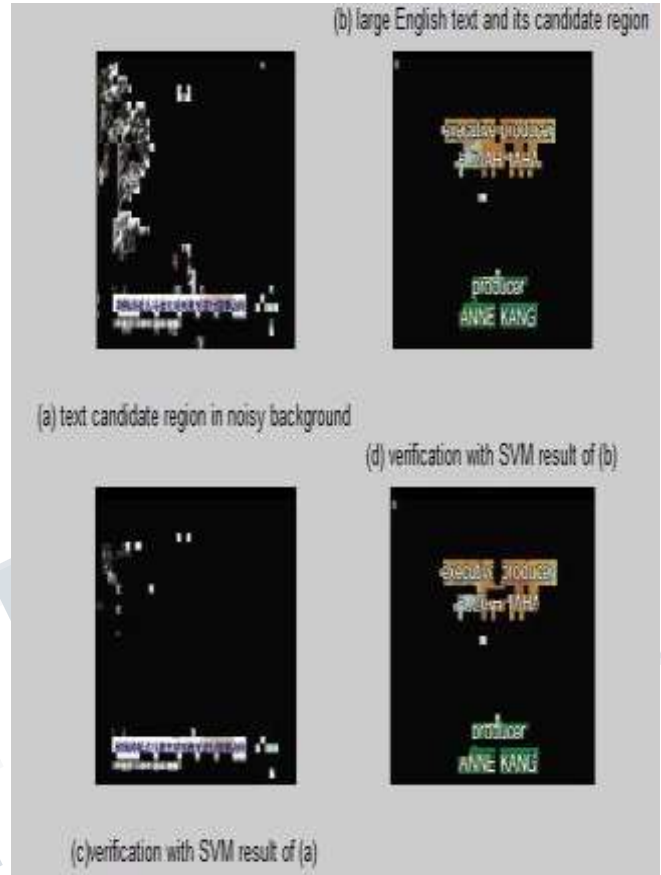 (b) large English text and its candidate region
executive producer
producer
ANNE KANG
(a) text candidate region in noisy background
(d) verification with SVM result of (b)
executive producer
producer
ANNE KANG
(c)verification with SVM result of (a)